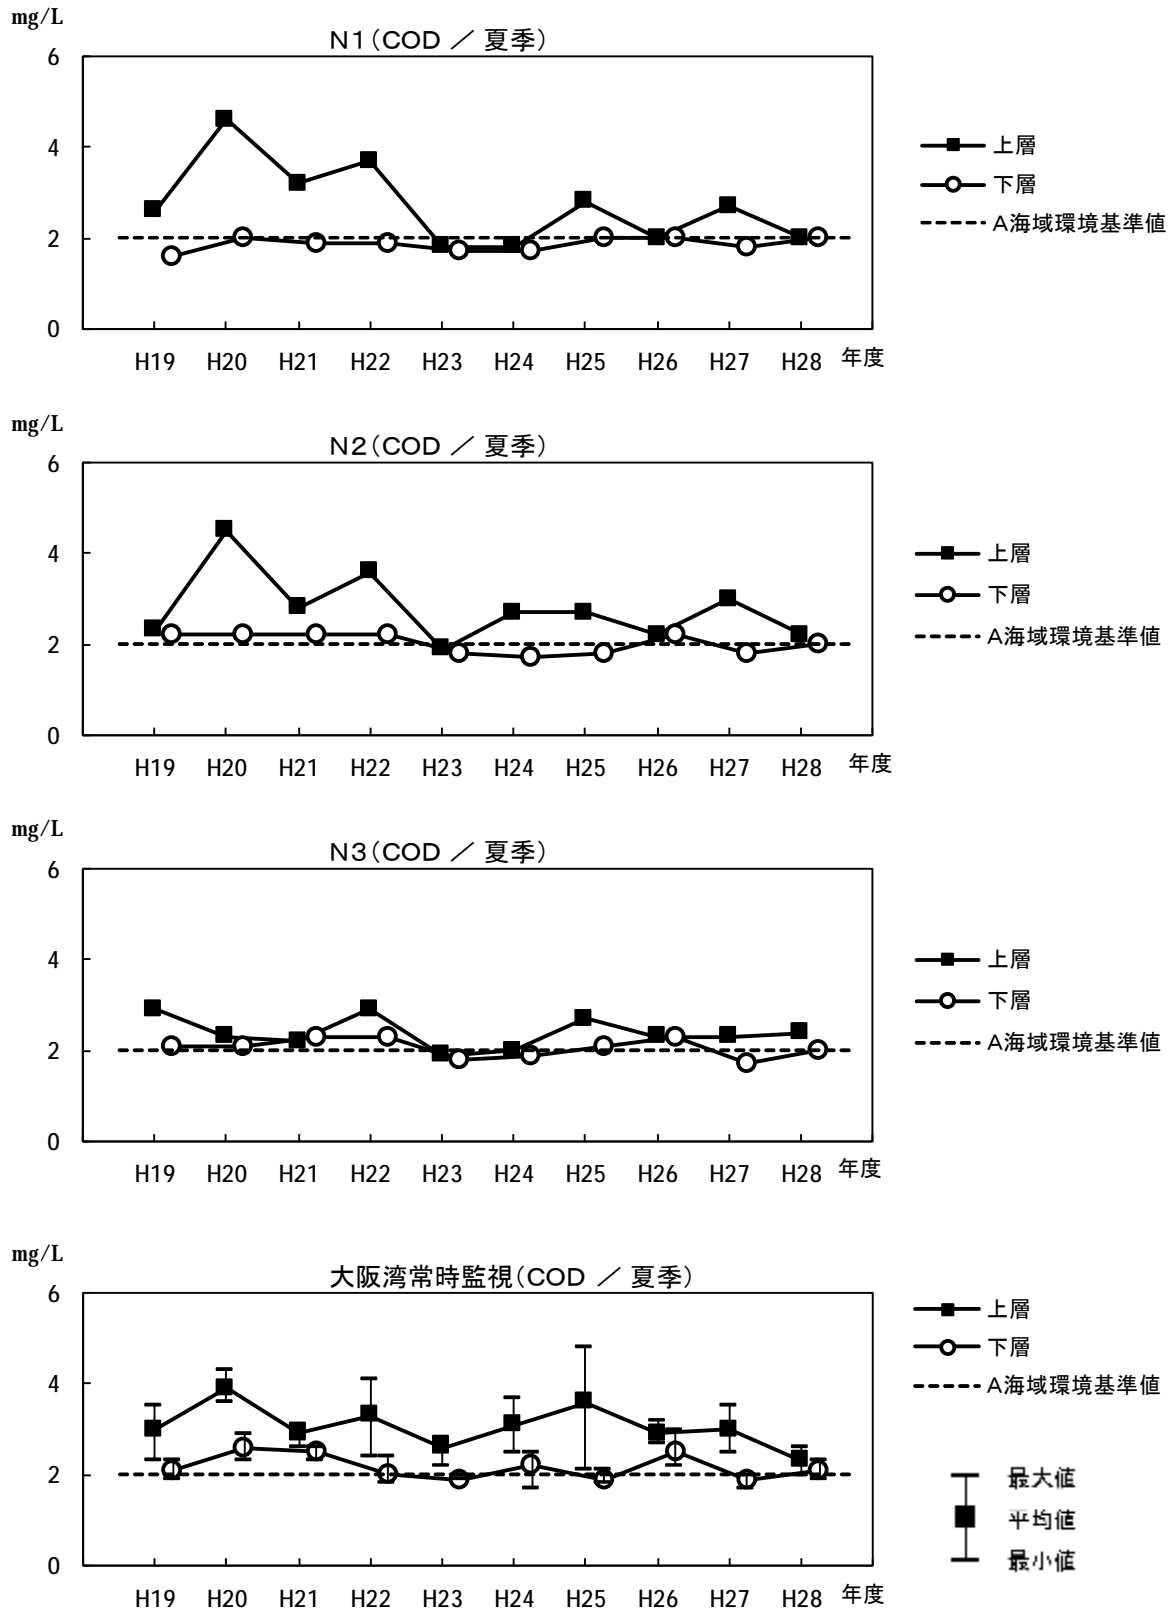 mg/L
N1(COD ／ 夏季)
6
4
2
0
H19 H20 H21 H22 H23 H24 H25 H26 H27 H28 年度
上層
下層
A海域環境基準値
mg/L
N2(COD ／ 夏季)
6
4
2
0
H19 H20 H21 H22 H23 H24 H25 H26 H27 H28 年度
上層
下層
A海域環境基準値
mg/L
N3(COD ／ 夏季)
6
4
2
0
H19 H20 H21 H22 H23 H24 H25 H26 H27 H28 年度
上層
下層
A海域環境基準値
mg/L
大阪湾常時監視(COD ／ 夏季)
6
4
2
0
H19 H20 H21 H22 H23 H24 H25 H26 H27 H28 年度
上層
下層
A海域環境基準値
最大値
平均値
最小値